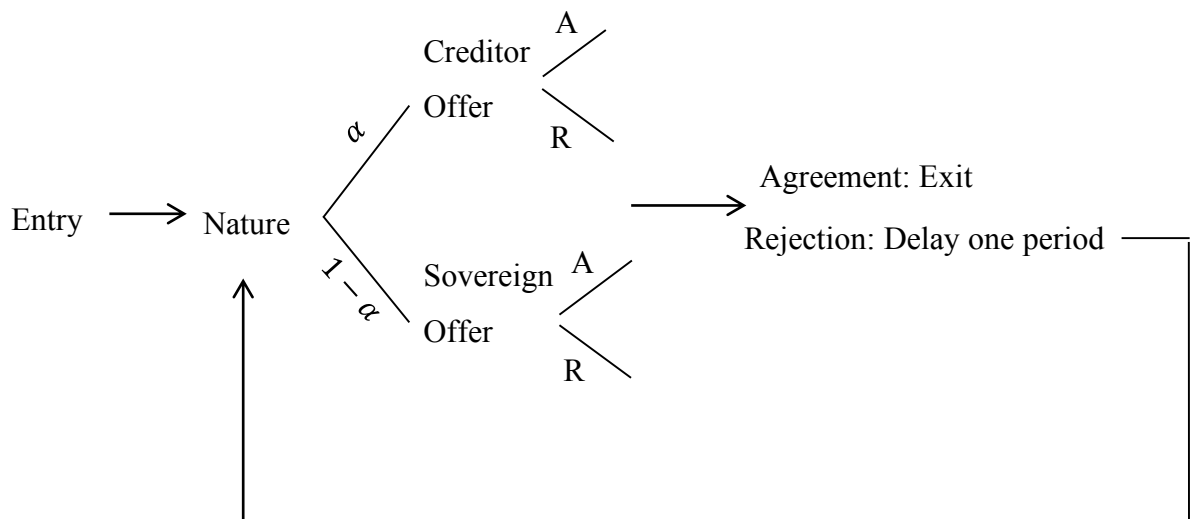 A
Creditor
Offer
R
α
Entry
Nature
1 − α
Sovereign
A
Offer
R
Agreement: Exit
Rejection: Delay one period